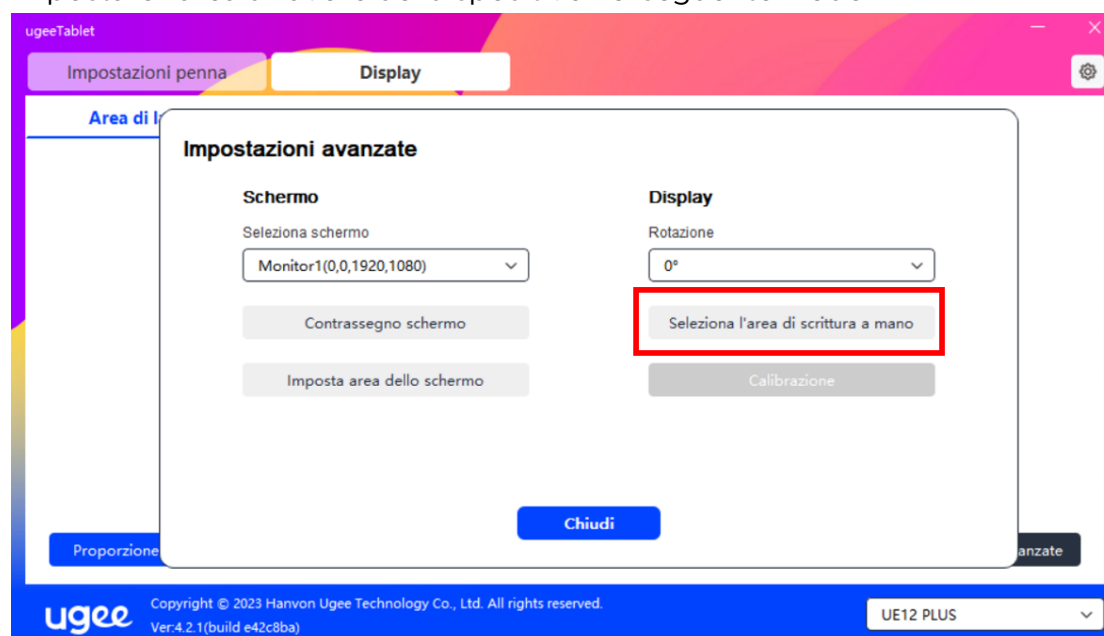 ugeeTablet
Impostazioni penna
Display
Area di l
Impostazioni avanzate
Schermo
Display
Seleziona schermo
Rotazione
Monitor1(0,0,1920,1080)
0°
Contrassegno schermo
Seleziona l'area di scrittura a mano
Imposta area dello schermo
Calibrazione
Chiudi
Proporzione
anzate
ugee
Copyright © 2023 Hanvon Ugee Technology Co., Ltd. All rights reserved.
Ver:4.2.1(build e42c8ba)
UE12 PLUS